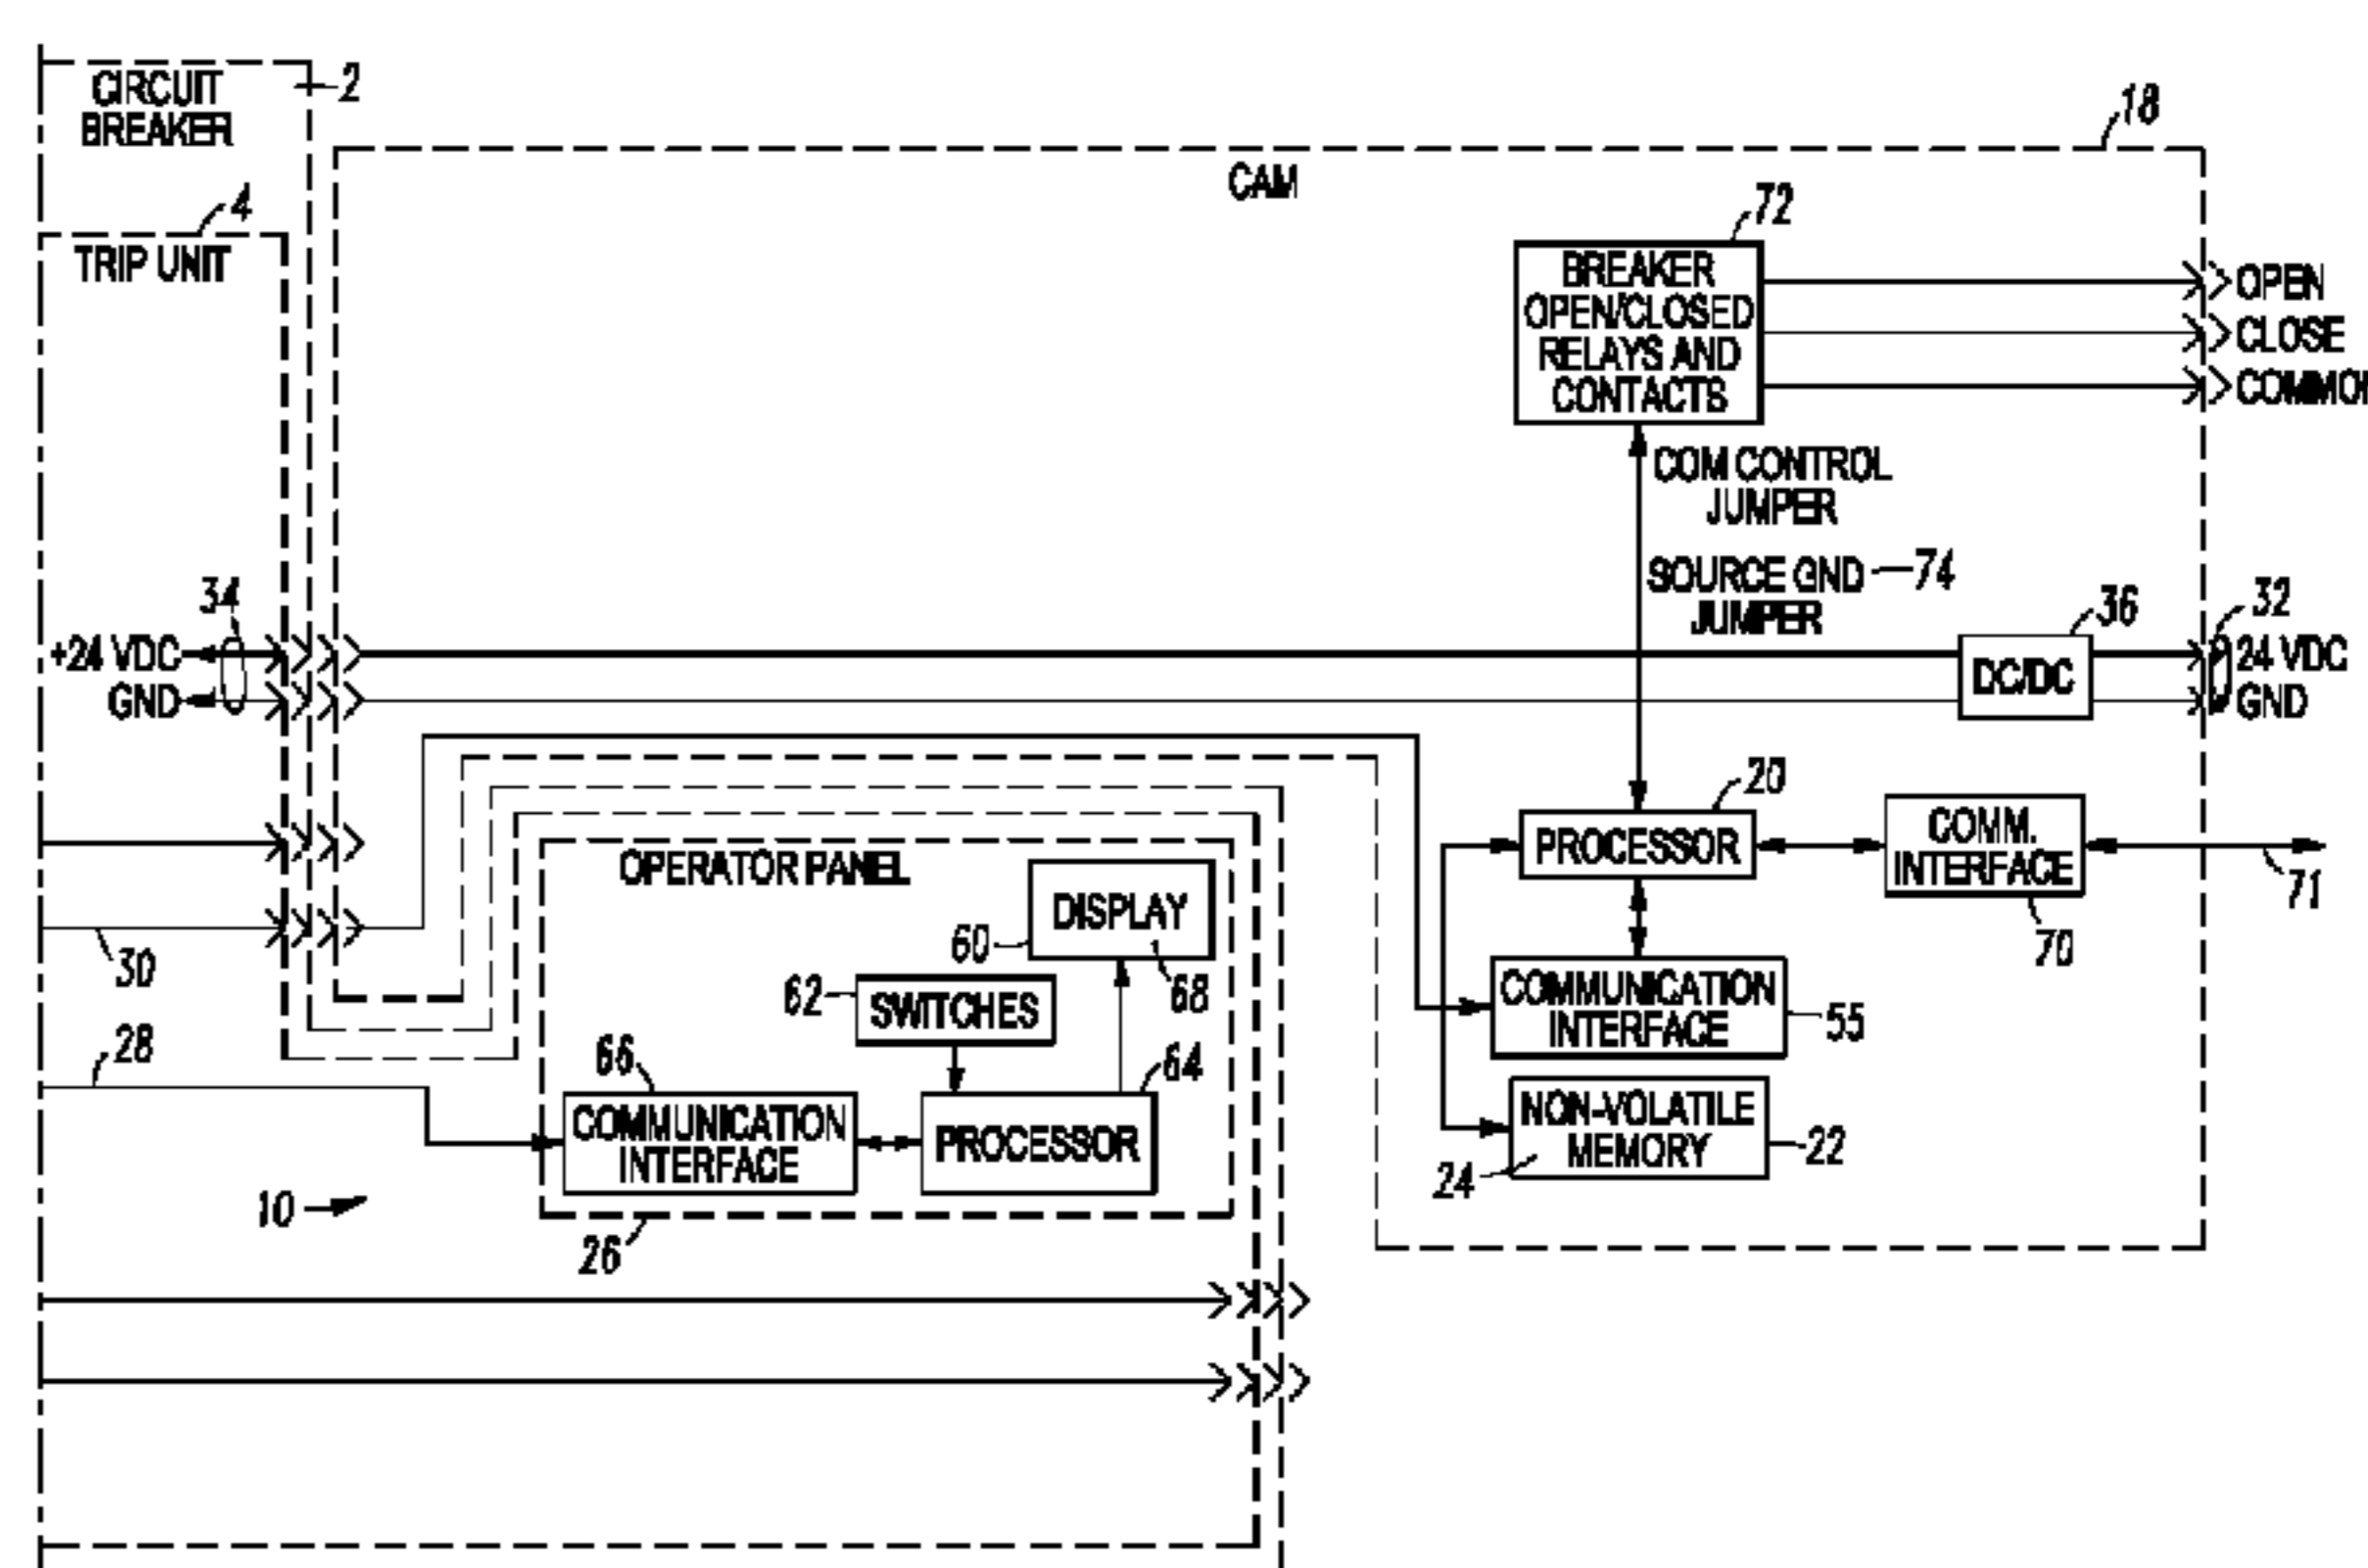 CIRCUIT
BREAKER
2
18
CAM
4
TRIP UNIT
72
BREAKER
OPEN/CLOSED
RELAYS AND
CONTACTS
OPEN
CLOSE
COMMON
COM CONTROL
JUMPER
SOURCE GND
JUMPER
74
34
+24 VDC
GND
36
DC/DC
32
24 VDC
GND
20
PROCESSOR
COMM.
INTERFACE
71
70
OPERATOR PANEL
DISPLAY
60
68
30
62
SWITCHES
COMMUNICATION
INTERFACE
55
28
66
64
COMMUNICATION
INTERFACE
PROCESSOR
NON-VOLATILE
MEMORY
22
24
10
26